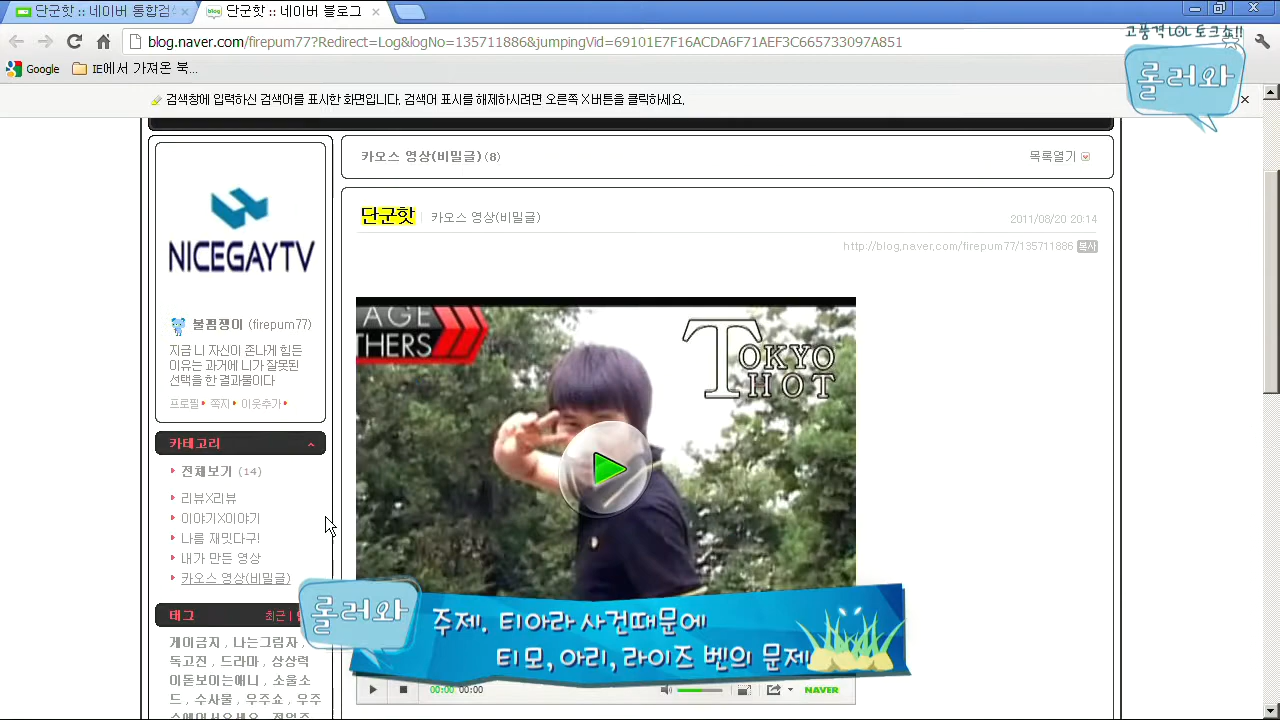 단군핫 :: 네이버 통합검색
단군핫 :: 네이버 블로그
blog.naver.com/firepum77?Redirect=Log&logNo=135711886&jumpingVid=69101E7F16ACDA6F71AEF3C665733097A851
고품격 LOL 토크쇼!!
롤러와
Google
IE에서 가져온 북...
검색창에 입력하신 검색어를 표시한 화면입니다. 검색어 표시를 해제하시려면 오른쪽 X 버튼을 클릭하세요.
카오스 영상(비밀글) (8)
목록열기
단군핫
카오스 영상(비밀글)
2011/08/20 20:14
http://blog.naver.com/firepum77/135711886 복사
NICEGAYTV
불펌쟁이 (firepum77)
지금 니 자신이 존나게 힘든
이유는 과거에 니가 잘못된
선택을 한 결과물이다
프로필 쪽지 이웃추가
카테고리
전체보기 (14)
리뷰X리뷰
이야기X이야기
나름 재밋다구!
내가 만든 영상
카오스 영상(비밀글)
태그
최근 |
게이금지 , 나는그림자 ,
독고진 , 드라마 , 상상력
이돋보이는애니 , 소울소
드 , 수사물 , 우주쇼 , 우주
AGE
THERS
TOKYO
HOT
롤러와
주제. 티아라 사건때문에
티모, 아리, 라이즈 벤의 문제
00:00 00:00
NAVER